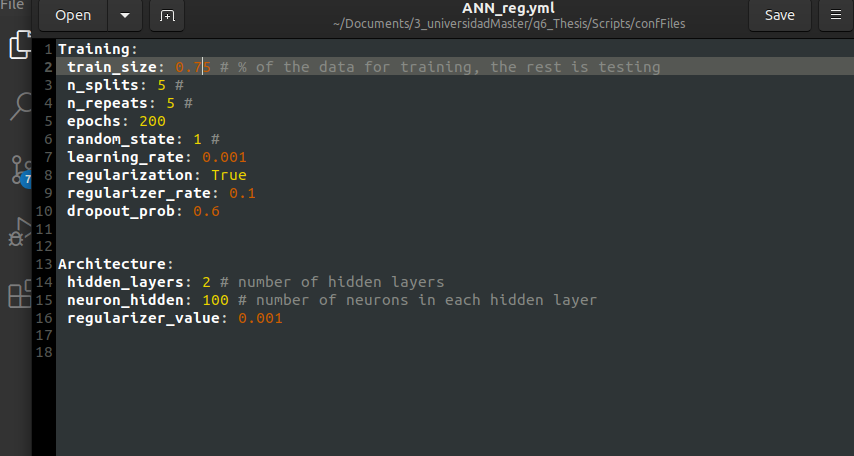 File
Open
ANN_reg.yml
~/Documents/3_universidadMaster/q6_Thesis/Scripts/confFiles
Save
1 Training:
2 train_size: 0.75 # % of the data for training, the rest is testing
3 n_splits: 5 #
4 n_repeats: 5 #
5 epochs: 200
6 random_state: 1 #
7 learning_rate: 0.001
8 regularization: True
9 regularizer_rate: 0.1
10 dropout_prob: 0.6
11
12
13 Architecture:
14 hidden_layers: 2 # number of hidden layers
15 neuron_hidden: 100 # number of neurons in each hidden layer
16 regularizer_value: 0.001
17
18
7